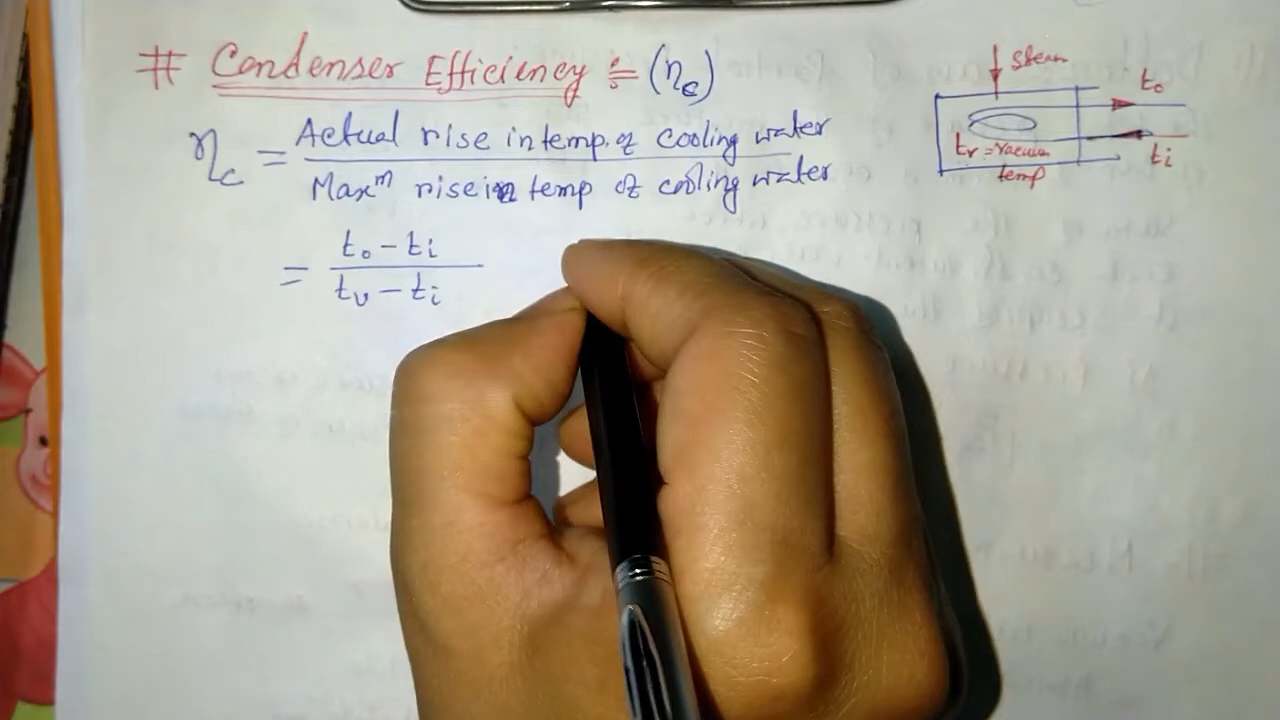 # Condenser Efficiency :- (ηc)
ηc = Actual rise in temp. of cooling water
Maxᵐ rise in temp of cooling water
= to - ti
tv - ti
steam
to
tv = vacuum
temp
ti